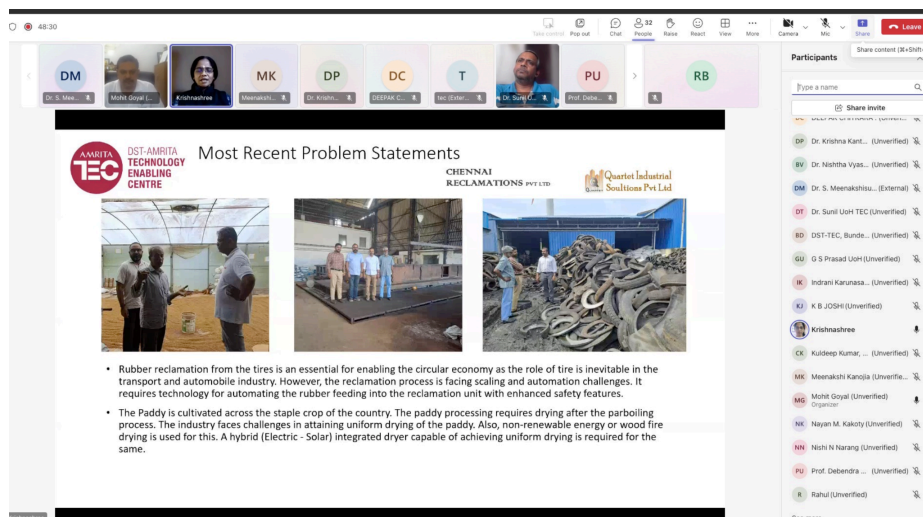 48:30
Take control
Pop out
Chat
32
People
Raise
React
View
More
Camera
Mic
Share
Leave
Share content (⌘+Shift+
Participants
DM
MK
DP
DC
T
PU
RB
Dr. S. Mee...
Mohit Goyal (...
Krishnashree
Meenakshi...
Dr. Krishn...
DEEPAK C...
tec (Exter...
Dr. Sunil U...
Prof. Debe...
Type a name
Share invite
DP
Dr. Krishna Kant... (Unverified)
BV
Dr. Nishtha Vyas... (Unverified)
DM
Dr. S. Meenakshisu... (External)
DT
Dr. Sunil UoH TEC (Unverified)
BD
DST-TEC, Bunde... (Unverified)
GU
G S Prasad UoH (Unverified)
IK
Indrani Karunasa... (Unverified)
KJ
K B JOSHI (Unverified)
Krishnashree
CK
Kuldeep Kumar, ... (Unverified)
MK
Meenakshi Kanojia (Unverifie...
MG
Mohit Goyal (Unverified)
Organizer
NK
Nayan M. Kakoty (Unverified)
NN
Nishi N Narang (Unverified)
PU
Prof. Debendra ... (Unverified)
R
Rahul (Unverified)
AMRITA
TEC
DST-AMRITA
TECHNOLOGY
ENABLING
CENTRE
Most Recent Problem Statements
CHENNAI
RECLAMATIONS PVT LTD
Quartet Industrial
Soultions Pvt Ltd
• Rubber reclamation from the tires is an essential for enabling the circular economy as the role of tire is inevitable in the
transport and automobile industry. However, the reclamation process is facing scaling and automation challenges. It
requires technology for automating the rubber feeding into the reclamation unit with enhanced safety features.
• The Paddy is cultivated across the staple crop of the country. The paddy processing requires drying after the parboiling
process. The industry faces challenges in attaining uniform drying of the paddy. Also, non-renewable energy or wood fire
drying is used for this. A hybrid (Electric - Solar) integrated dryer capable of achieving uniform drying is required for the
same.